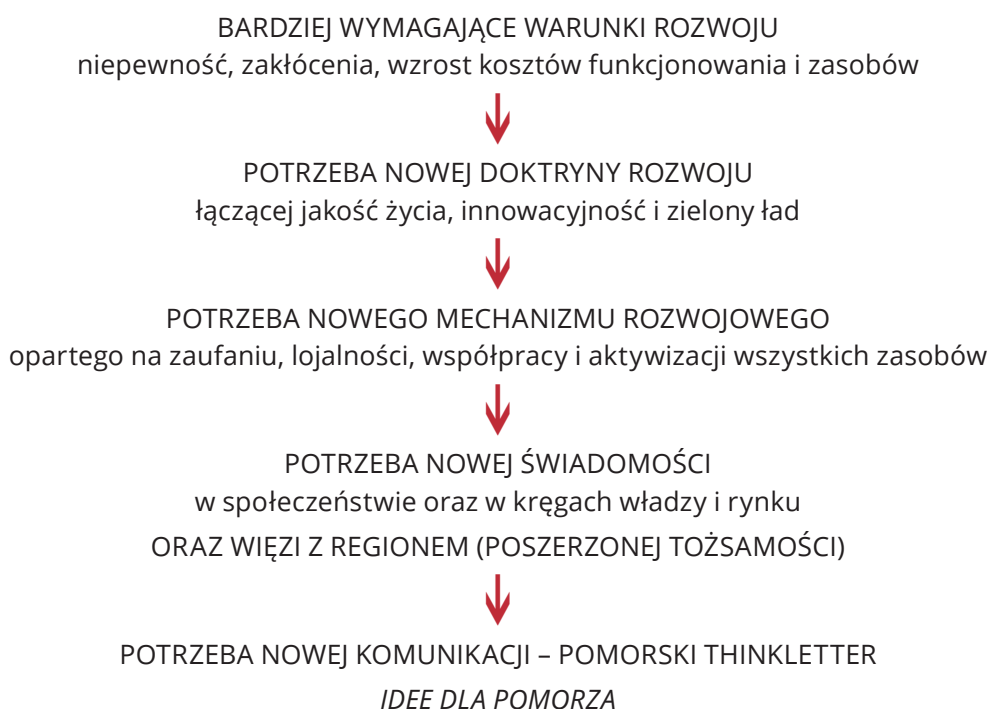 BARDZIEJ WYMAGAJĄCE WARUNKI ROZWOJU
niepewność, zakłócenia, wzrost kosztów funkcjonowania i zasobów
POTRZEBA NOWEJ DOKTRYNY ROZWOJU
łączącej jakość życia, innowacyjność i zielony ład
POTRZEBA NOWEGO MECHANIZMU ROZWOJOWEGO
opartego na zaufaniu, lojalności, współpracy i aktywizacji wszystkich zasobów
POTRZEBA NOWEJ ŚWIADOMOŚCI
w społeczeństwie oraz w kręgach władzy i rynku
ORAZ WIĘZI Z REGIONEM (POSZERZONEJ TOŻSAMOŚCI)
POTRZEBA NOWEJ KOMUNIKACJI – POMORSKI THINKLETTER
IDEE DLA POMORZA